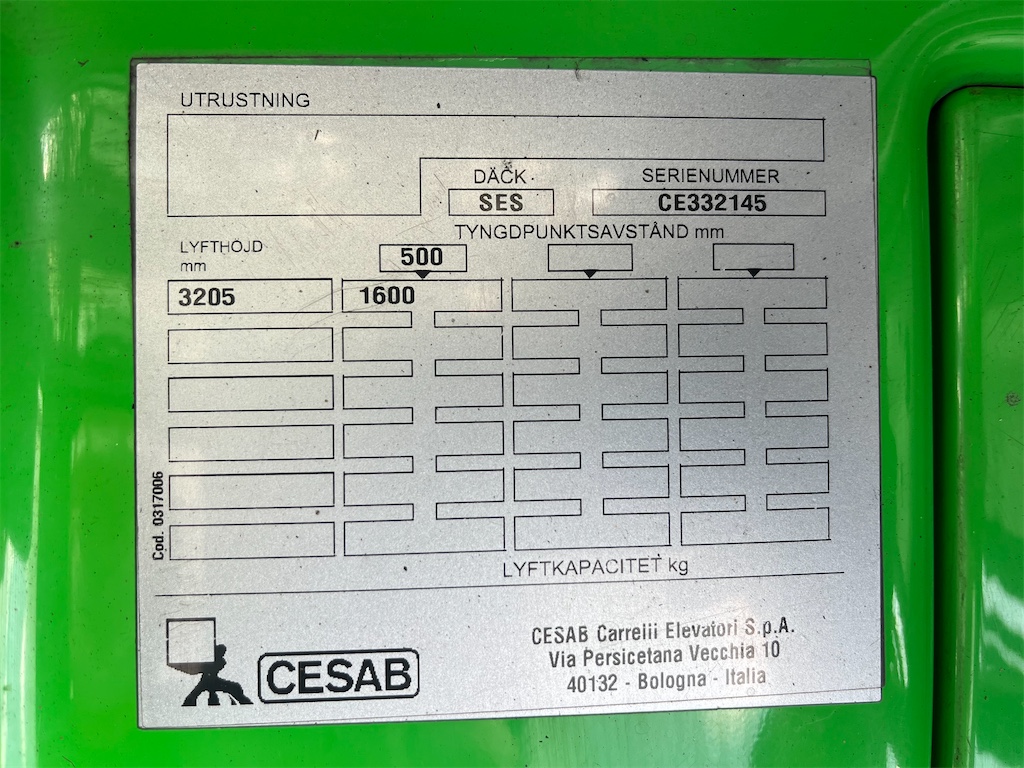 UTRUSTNING
DÄCK
SERIENUMMER
SES
CE332145
TYNGDPUNKTSAVSTÅND mm
LYFTHÖJD
mm
500
3205
1600
Cod. 0317006
LYFTKAPACITET kg
CESAB
CESAB Carrelli Elevatori S.p.A.
Via Persicetana Vecchia 10
40132 - Bologna - Italia